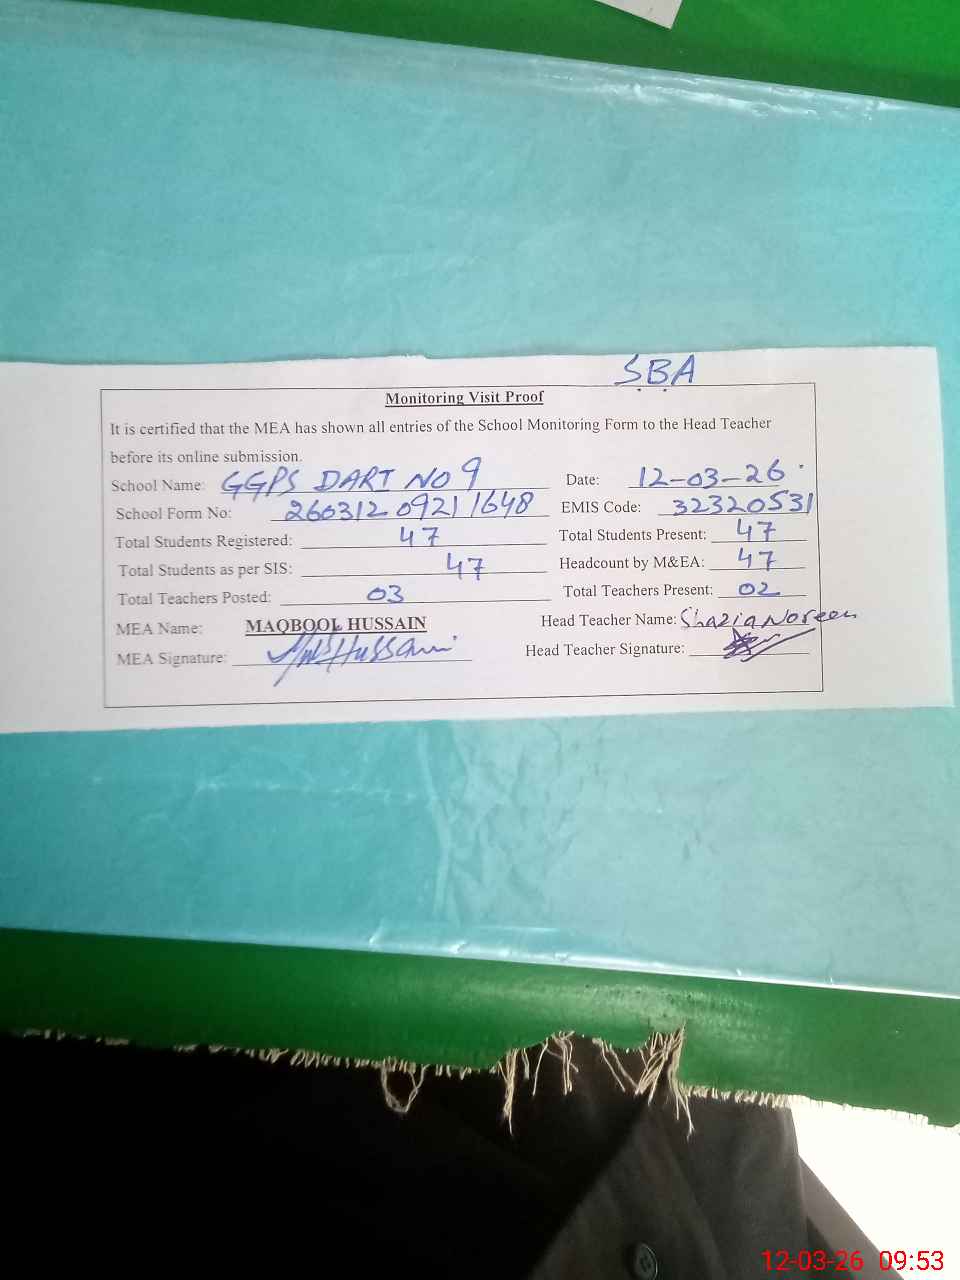 SBA
Monitoring Visit Proof
It is certified that the MEA has shown all entries of the School Monitoring Form to the Head Teacher
before its online submission.
School Name: GGPS DART NO 9 Date: 12-03-26
School Form No: 260312 0921 1648 EMIS Code: 32320531
Total Students Registered: 47 Total Students Present: 47
Total Students as per SIS: 47 Headcount by M&EA: 47
Total Teachers Posted: 03 Total Teachers Present: 02
MEA Name: MAQBOOL HUSSAIN Head Teacher Name: Shazia Noreen
MEA Signature: Hussain Head Teacher Signature:
12-03-26 09:53